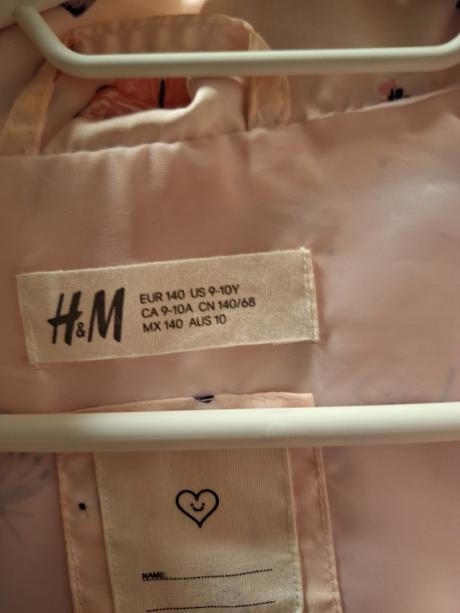 H&M
EUR 140 US 9-10Y
CA 9-10A CN 140/68
MX 140 AUS 10
NAME: